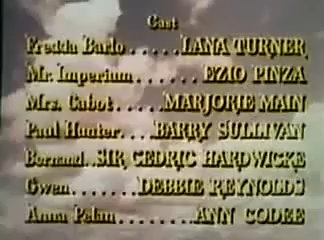 Cast
Fredda Barlo.....LANA TURNER
Mr. Imperium......EZIO PINZA
Mrs. Cabot.....MARJORIE MAIN
Paul Hunter....BARRY SULLIVAN
Bernand..SIR CEDRIC HARDWICKE
Gwen.......DEBBIE REYNOLDS
Anna Pelan......ANN CODEE